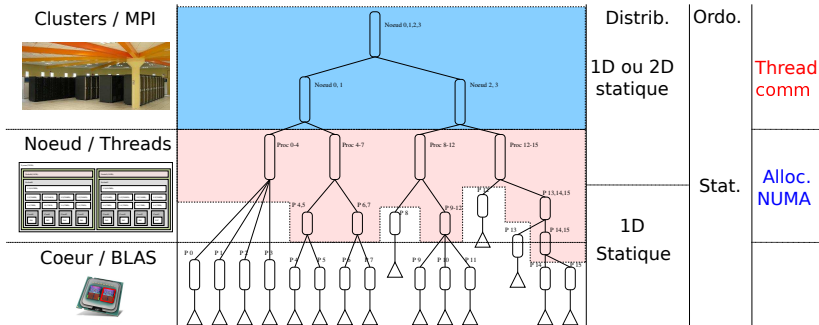 Clusters / MPI
Distrib.
Ordo.
Noeud 0,1,2,3
1D ou 2D
statique
Thread
comm
Noeud 0, 1
Noeud 2, 3
Noeud / Threads
Proc 0-4
Proc 4-7
Proc 8-12
Proc 12-15
Alloc.
NUMA
Stat.
P 12
P 13,14,15
P 4,5
P 6,7
P 8
P 9-12
1D
Statique
P 13
P 14,15
Coeur / BLAS
P 0
P 1
P 2
P 3
P 4
P 5
P 6
P 7
P 9
P 10
P 11
P 14
P 15